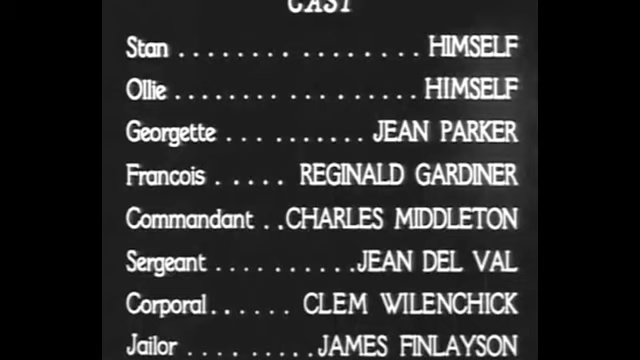 CAST
Stan . . . . . . . . . . . . . . . . . . HIMSELF
Ollie . . . . . . . . . . . . . . . . . . HIMSELF
Georgette . . . . . . . . . . . JEAN PARKER
Francois . . . . . REGINALD GARDINER
Commandant . . CHARLES MIDDLETON
Sergeant . . . . . . . . . . . JEAN DEL VAL
Corporal . . . . . . CLEM WILENCHICK
Jailor . . . . . . . . . . JAMES FINLAYSON